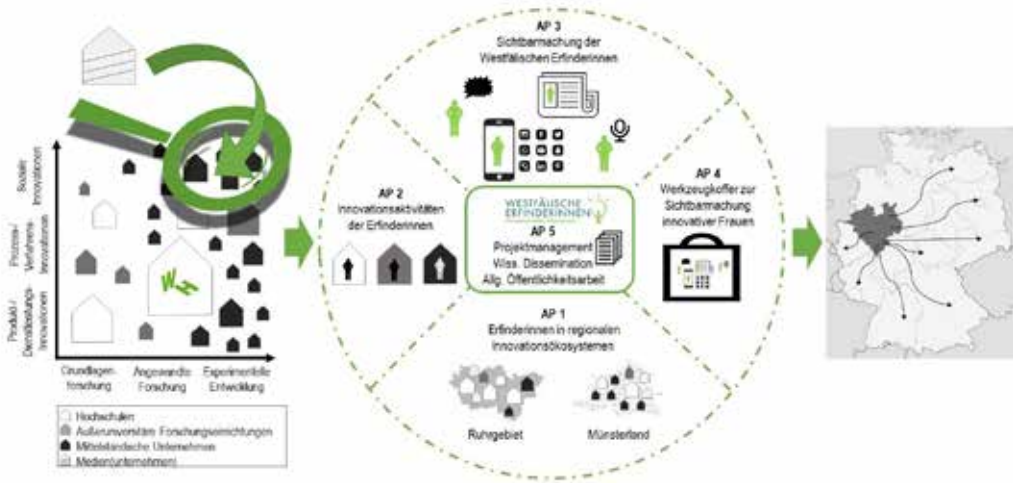 Soziale
Innovationen
Prozess-/
Verfahrens-
Innovationen
Produkt-/
Dienstleistungs-
Innovationen
WH
Grundlagen-
forschung
Angewandte
Forschung
Experimentelle
Entwicklung
Hochschulen
Außeruniversitäre Forschungseinrichtungen
Mittelständische Unternehmen
Medien(unternehmen)
AP 3
Sichtbarmachung der
Westfälischen Erfinderinnen
AP 2
Innovationsaktivitäten
der Erfinderinnen
WESTFÄLISCHE
ERFINDERINNEN
AP 5
Projektmanagement
Wiss. Dissemination
Allg. Öffentlichkeitsarbeit
AP 4
Werkzeugkoffer zur
Sichtbarmachung
innovativer Frauen
AP 1
Erfinderinnen in regionalen
Innovationsökosystemen
Ruhrgebiet
Münsterland